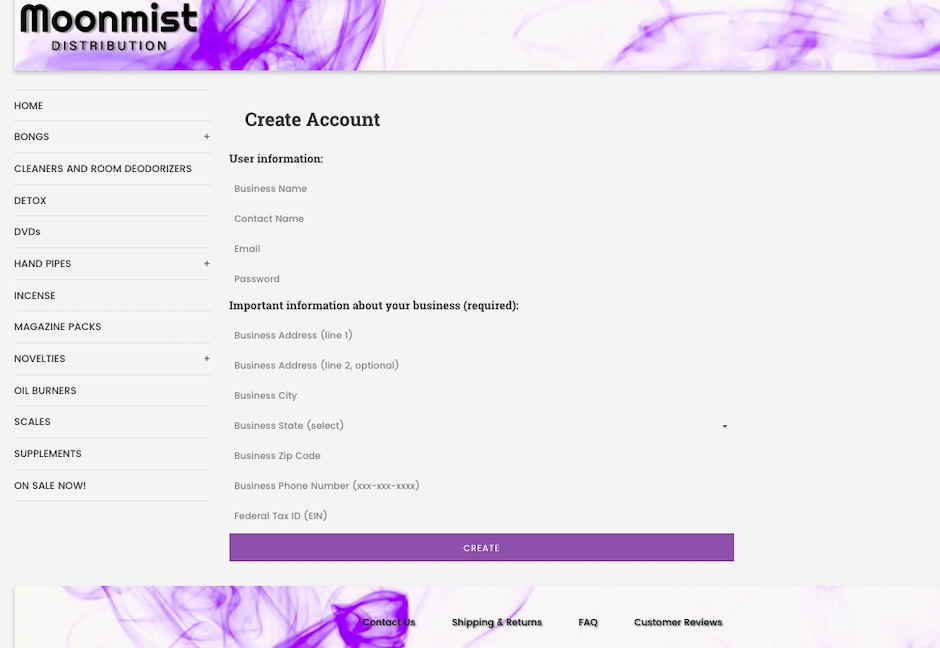 Moonmist
DISTRIBUTION
HOME
BONGS +
CLEANERS AND ROOM DEODORIZERS
DETOX
DVDs
HAND PIPES +
INCENSE
MAGAZINE PACKS
NOVELTIES +
OIL BURNERS
SCALES
SUPPLEMENTS
ON SALE NOW!
Create Account
User information:
Business Name
Contact Name
Email
Password
Important information about your business (required):
Business Address (line 1)
Business Address (line 2, optional)
Business City
Business State (select)
Business Zip Code
Business Phone Number (xxx-xxx-xxxx)
Federal Tax ID (EIN)
CREATE
Contact Us Shipping & Returns FAQ Customer Reviews